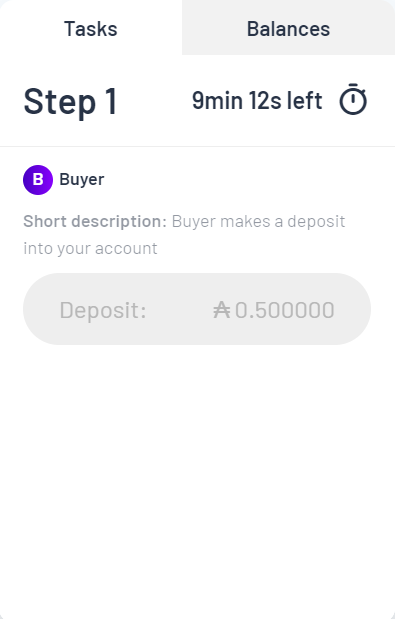 Tasks
Balances
Step 1
9min 12s left
B Buyer
Short description: Buyer makes a deposit
into your account
Deposit: ₳ 0.500000